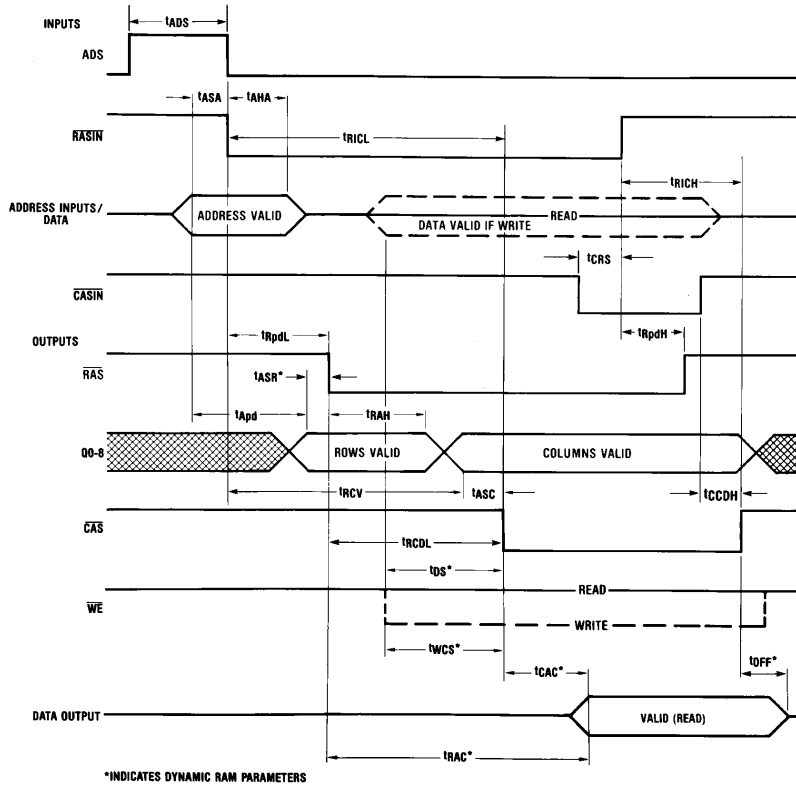 INPUTS
tADS
ADS
tASA
tAHA
RASIN
tRICL
tRICH
ADDRESS INPUTS/
DATA
ADDRESS VALID
READ
DATA VALID IF WRITE
tCRS
CASIN
tRpdL
tRpdH
OUTPUTS
RAS
tASR*
tApd
tRAH
Q0-8
ROWS VALID
COLUMNS VALID
tRCV
tASC
tCCDH
CAS
tRCDL
tDS*
READ
WE
WRITE
tWCS*
tCAC*
tOFF*
DATA OUTPUT
VALID (READ)
tRAC*
*INDICATES DYNAMIC RAM PARAMETERS